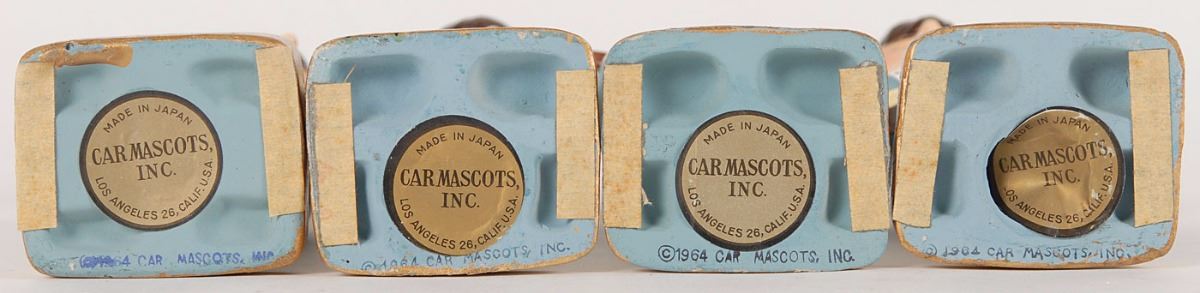 MADE IN JAPAN
CAR MASCOTS,
INC.
LOS ANGELES 26, CALIF. U.S.A.
©1964 CAR MASCOTS, INC.
MADE IN JAPAN
CAR MASCOTS,
INC.
LOS ANGELES 26, CALIF. U.S.A.
©1964 CAR MASCOTS, INC.
MADE IN JAPAN
CAR MASCOTS,
INC.
LOS ANGELES 26, CALIF. U.S.A.
©1964 CAR MASCOTS, INC.
MADE IN JAPAN
CAR MASCOTS,
INC.
LOS ANGELES 26, CALIF. U.S.A.
©1964 CAR MASCOTS, INC.